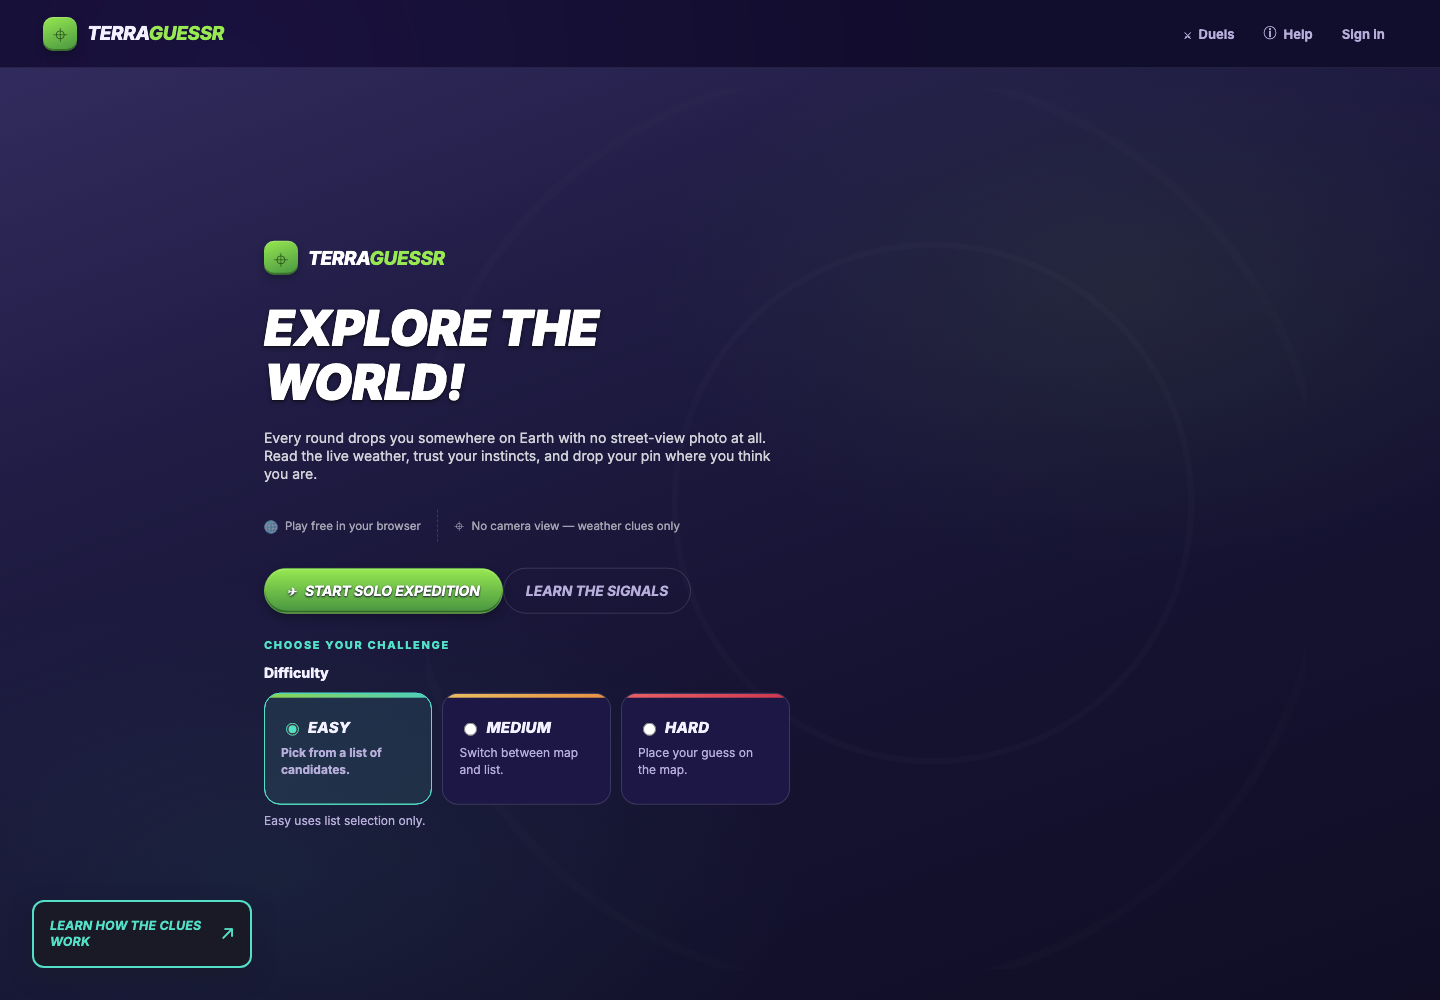 TERRAGUESSR
Duels
Help
Sign in
TERRAGUESSR
EXPLORE THE
WORLD!
Every round drops you somewhere on Earth with no street-view photo at all.
Read the live weather, trust your instincts, and drop your pin where you think
you are.
Play free in your browser
No camera view — weather clues only
START SOLO EXPEDITION
LEARN THE SIGNALS
CHOOSE YOUR CHALLENGE
Difficulty
EASY
Pick from a list of
candidates.
MEDIUM
Switch between map
and list.
HARD
Place your guess on
the map.
Easy uses list selection only.
LEARN HOW THE CLUES
WORK